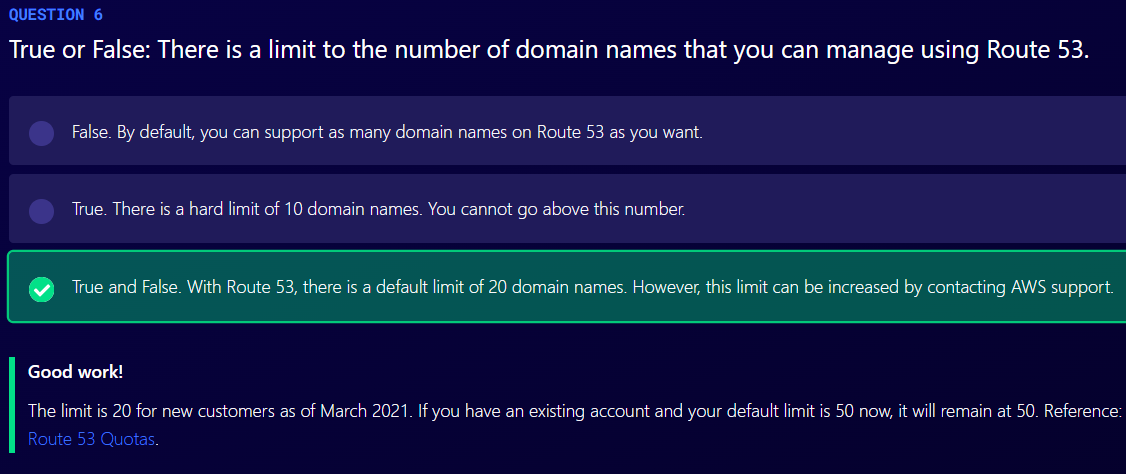 QUESTION 6
True or False: There is a limit to the number of domain names that you can manage using Route 53.
False. By default, you can support as many domain names on Route 53 as you want.
True. There is a hard limit of 10 domain names. You cannot go above this number.
True and False. With Route 53, there is a default limit of 20 domain names. However, this limit can be increased by contacting AWS support.
Good work!
The limit is 20 for new customers as of March 2021. If you have an existing account and your default limit is 50 now, it will remain at 50. Reference:
Route 53 Quotas.